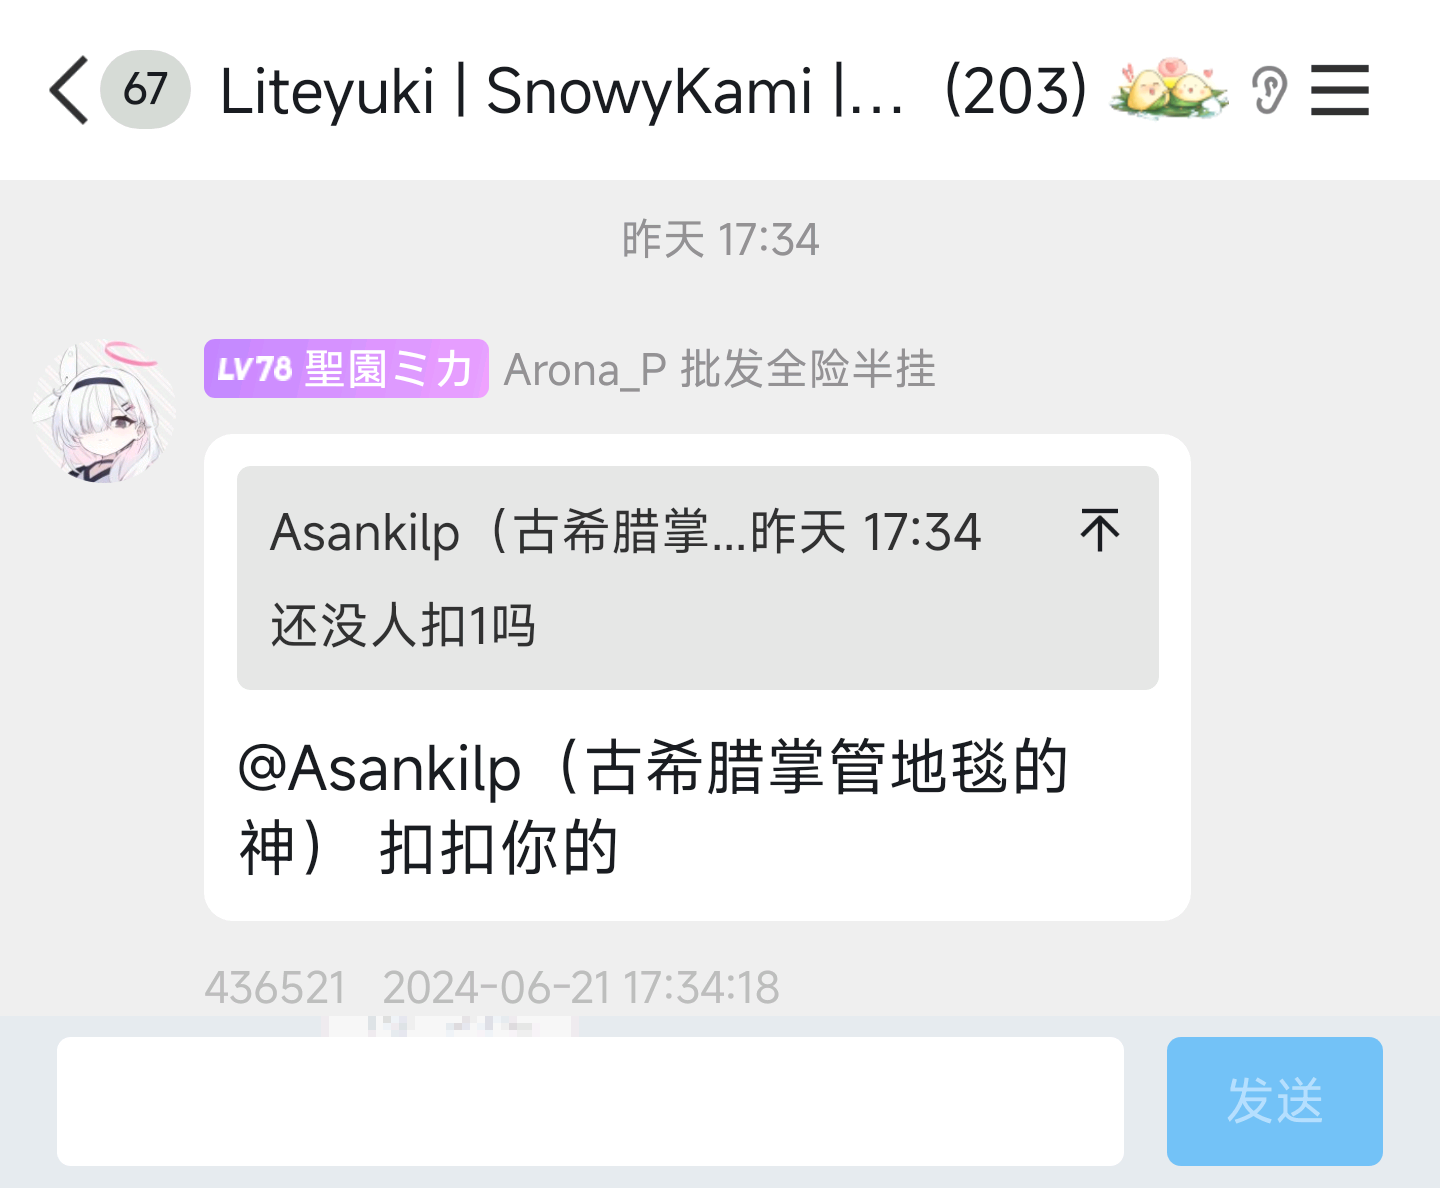 67 Liteyuki | SnowyKami |... (203)
昨天 17:34
LV78 聖園ミカ Arona_P 批发全险半挂
Asankilp（古希腊掌...昨天 17:34
还没人扣1吗
@Asankilp（古希腊掌管地毯的
神） 扣扣你的
436521 2024-06-21 17:34:18
发送